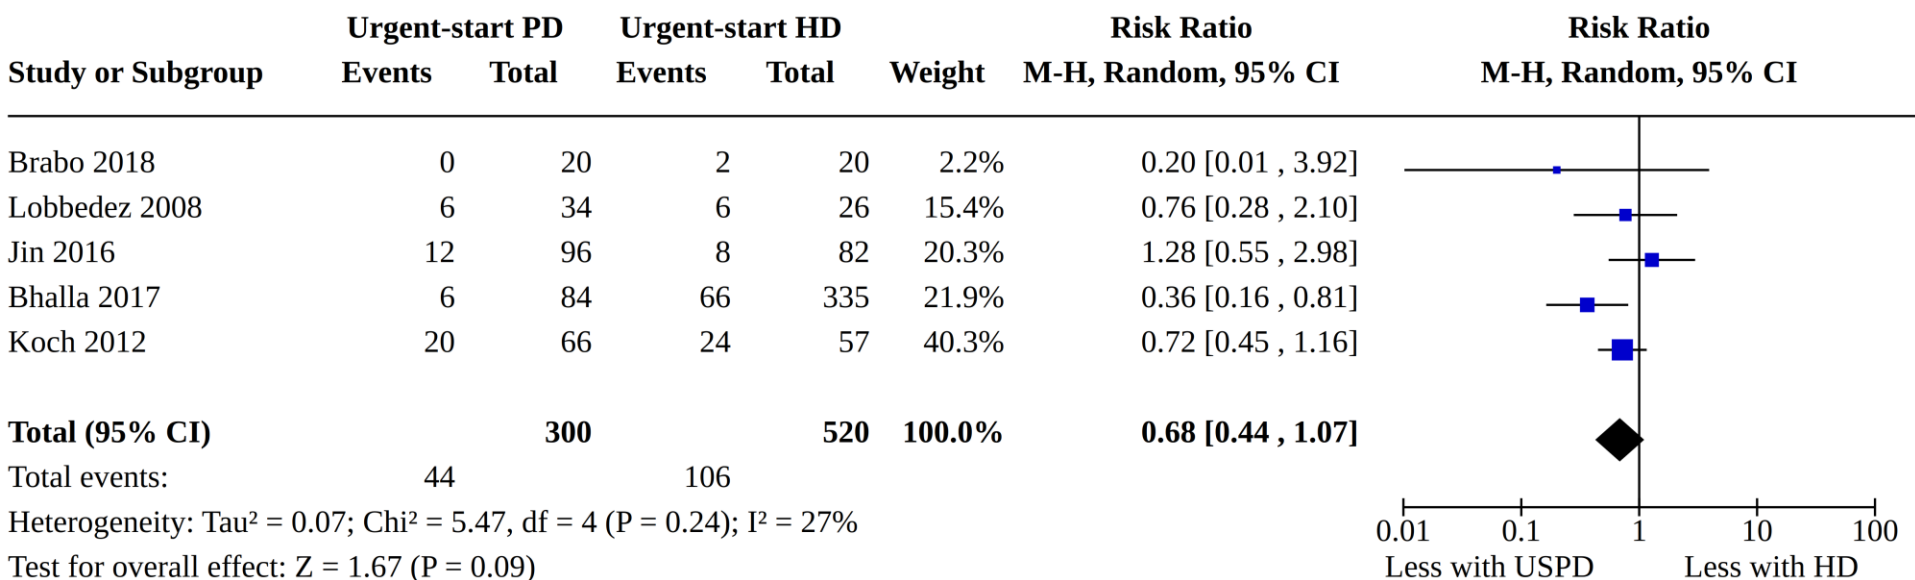 Urgent-start PD Urgent-start HD Risk Ratio Risk Ratio
Study or Subgroup Events Total Events Total Weight M-H, Random, 95% CI M-H, Random, 95% CI
Brabo 2018 0 20 2 20 2.2% 0.20 [0.01 , 3.92]
Lobbedez 2008 6 34 6 26 15.4% 0.76 [0.28 , 2.10]
Jin 2016 12 96 8 82 20.3% 1.28 [0.55 , 2.98]
Bhalla 2017 6 84 66 335 21.9% 0.36 [0.16 , 0.81]
Koch 2012 20 66 24 57 40.3% 0.72 [0.45 , 1.16]
Total (95% CI) 300 520 100.0% 0.68 [0.44 , 1.07]
Total events: 44 106
Heterogeneity: Tau² = 0.07; Chi² = 5.47, df = 4 (P = 0.24); I² = 27%
0.01 0.1 1 10 100
Test for overall effect: Z = 1.67 (P = 0.09) Less with USPD Less with HD